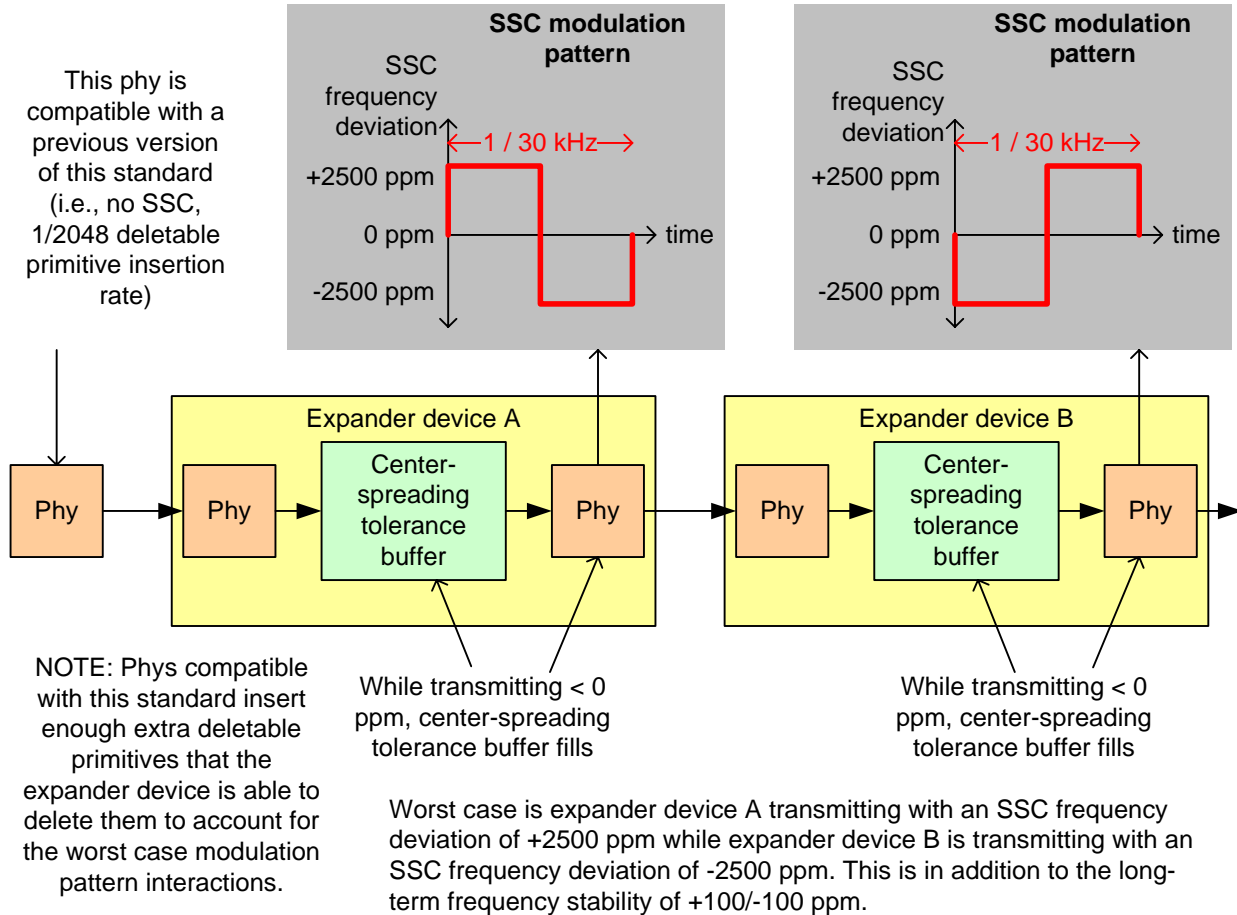 This phy is
compatible with a
previous version
of this standard
(i.e., no SSC,
1/2048 deletable
primitive insertion
rate)
SSC modulation
pattern
SSC
frequency
deviation
1 / 30 kHz
+2500 ppm
0 ppm
time
-2500 ppm
SSC modulation
pattern
SSC
frequency
deviation
1 / 30 kHz
+2500 ppm
0 ppm
time
-2500 ppm
Expander device A
Expander device B
Phy
Phy
Center-
spreading
tolerance
buffer
Phy
Phy
Center-
spreading
tolerance
buffer
Phy
NOTE: Phys compatible
with this standard insert
enough extra deletable
primitives that the
expander device is able to
delete them to account for
the worst case modulation
pattern interactions.
While transmitting < 0
ppm, center-spreading
tolerance buffer fills
While transmitting < 0
ppm, center-spreading
tolerance buffer fills
Worst case is expander device A transmitting with an SSC frequency
deviation of +2500 ppm while expander device B is transmitting with an
SSC frequency deviation of -2500 ppm. This is in addition to the long-
term frequency stability of +100/-100 ppm.